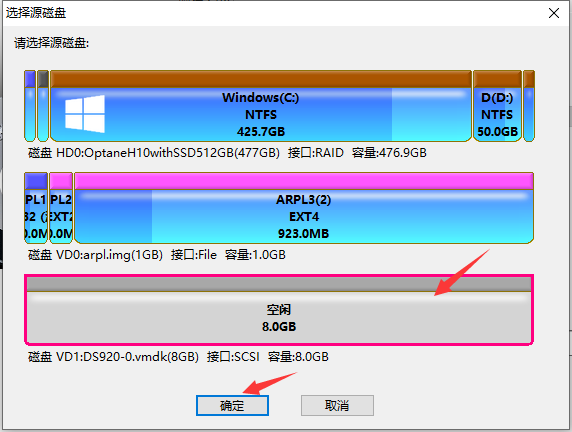 选择源磁盘
请选择源磁盘:
Windows(C:)
NTFS
425.7GB
D(D:)
NTFS
50.0GB
磁盘 HD0:OptaneH10withSSD512GB(477GB) 接口:RAID 容量:476.9GB
PL1
PL2
ARPL3(2)
EXT2
EXT4
0.0M
0.0M
923.0MB
磁盘 VD0:arpl.img(1GB) 接口:File 容量:1.0GB
空闲
8.0GB
磁盘 VD1:DS920-0.vmdk(8GB) 接口:SCSI 容量:8.0GB
确定
取消